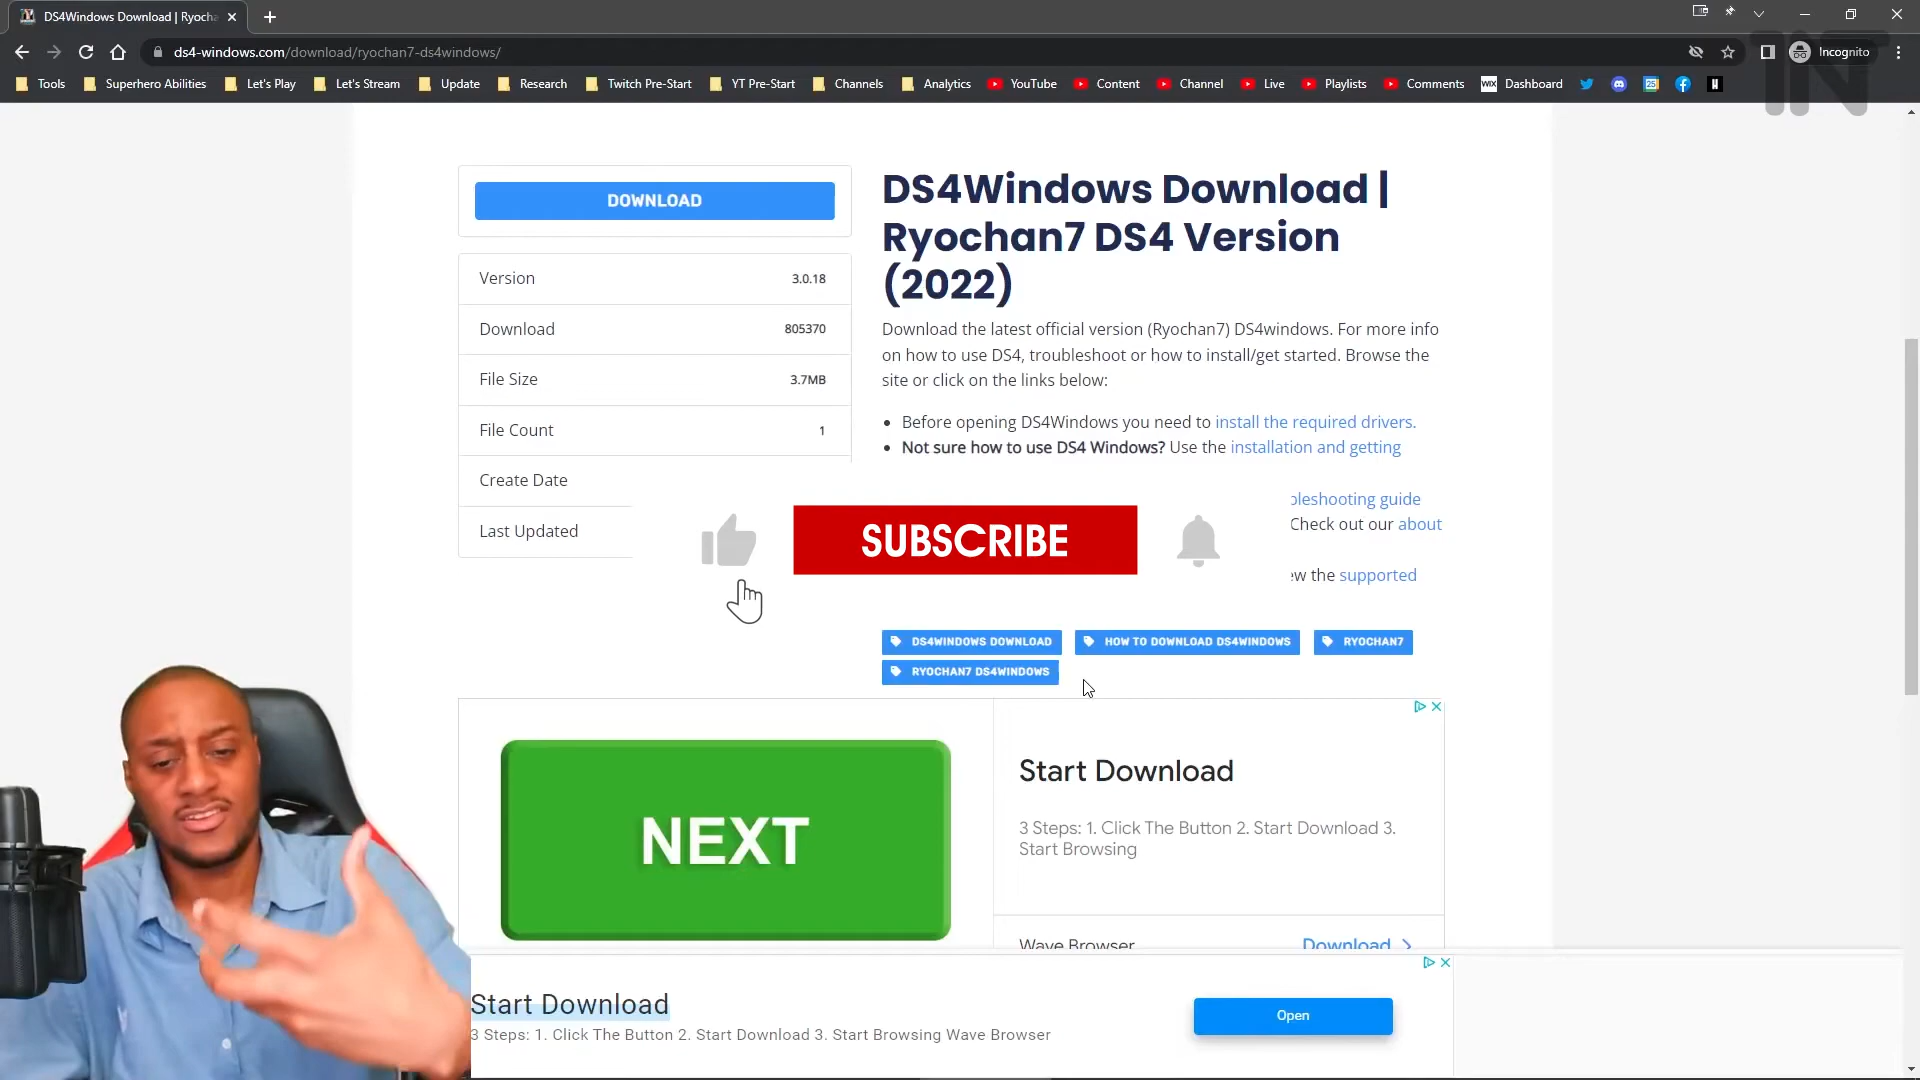 DS4Windows Download | Ryocha
ds4-windows.com/download/ryochan7-ds4windows/
Incognito
IN
Tools Superhero Abilities Let's Play Let's Stream Update Research Twitch Pre-Start YT Pre-Start Channels Analytics YouTube Content Channel Live Playlists Comments WIX Dashboard
DOWNLOAD
Version 3.0.18
Download 805370
File Size 3.7MB
File Count 1
Create Date
Last Updated
DS4Windows Download |
Ryochan7 DS4 Version
(2022)
Download the latest official version (Ryochan7) DS4windows. For more info
on how to use DS4, troubleshoot or how to install/get started. Browse the
site or click on the links below:
Before opening DS4Windows you need to install the required drivers.
Not sure how to use DS4 Windows? Use the installation and getting
bleshooting guide
Check out our about
ew the supported
SUBSCRIBE
DS4WINDOWS DOWNLOAD HOW TO DOWNLOAD DS4WINDOWS RYOCHAN7
RYOCHAN7 DS4WINDOWS
NEXT
Start Download
3 Steps: 1. Click The Button 2. Start Download 3.
Start Browsing
Wave Browser Download
Start Download
3 Steps: 1. Click The Button 2. Start Download 3. Start Browsing Wave Browser
Open